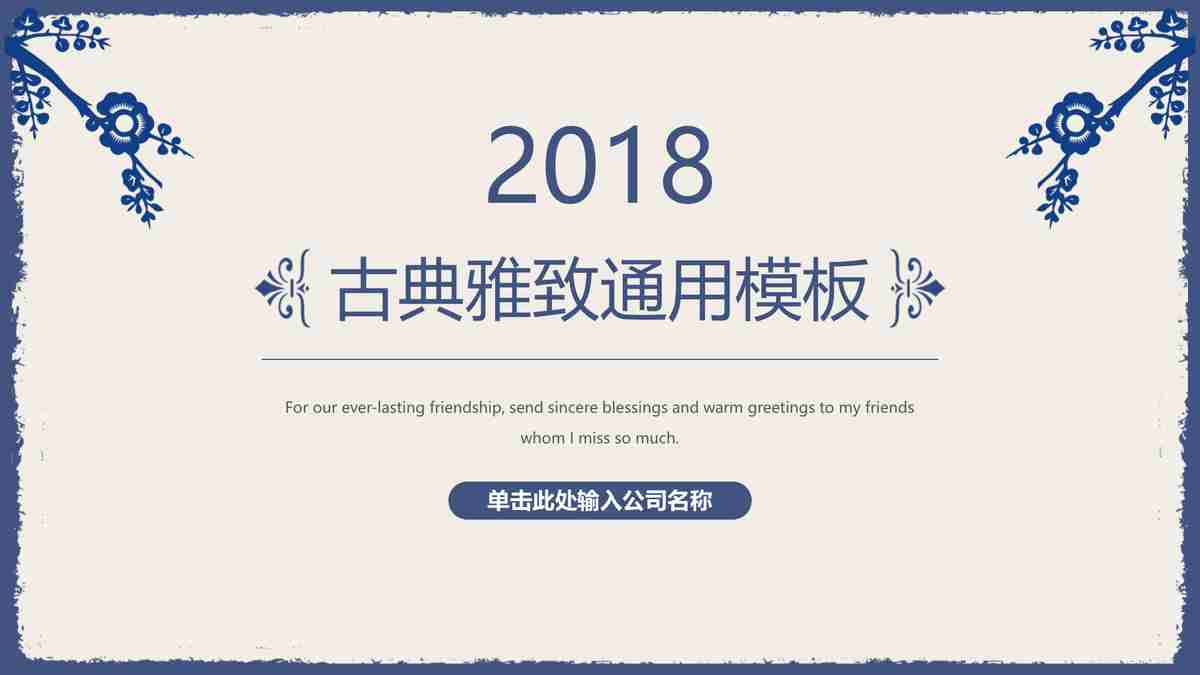 2018
古典雅致通用模板
For our ever-lasting friendship, send sincere blessings and warm greetings to my friends
whom I miss so much.
单击此处输入公司名称